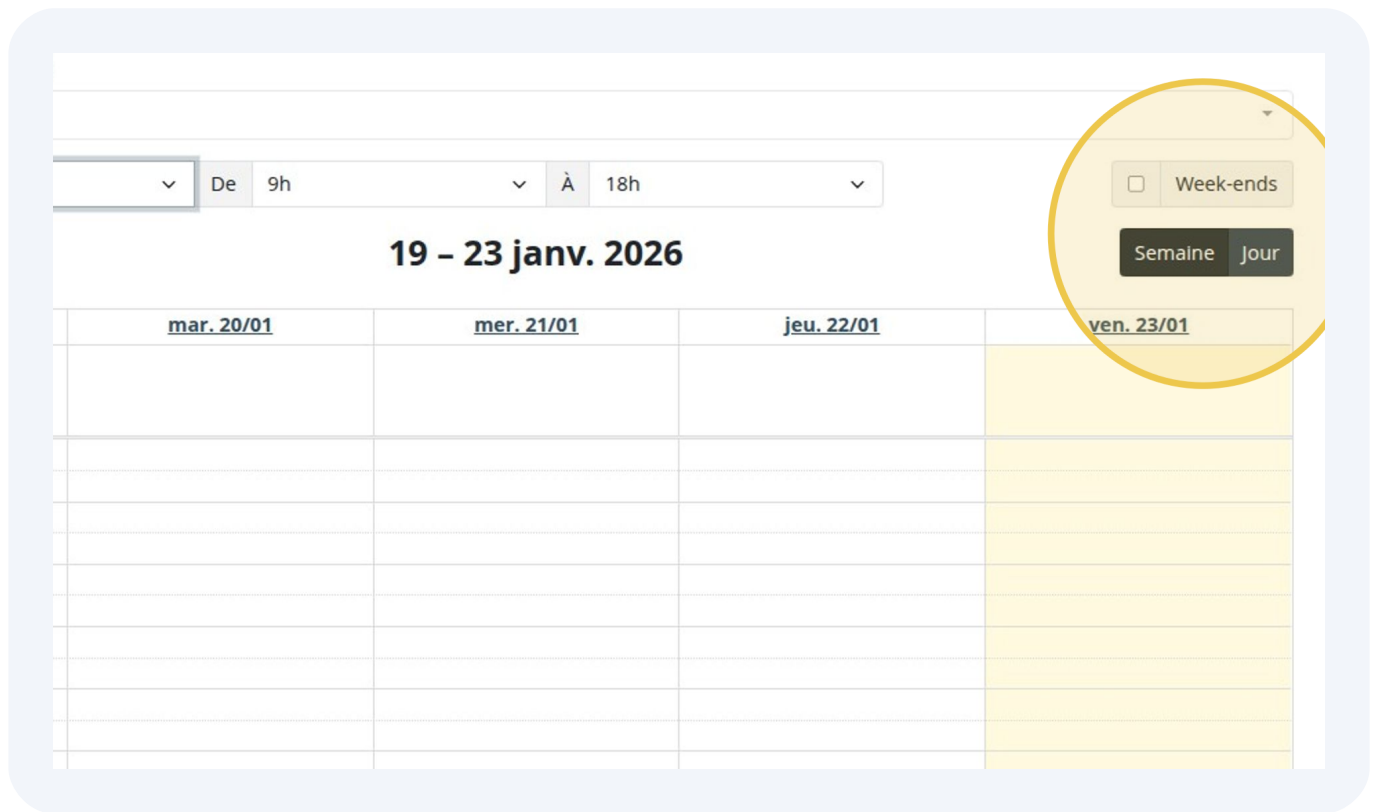 De 9h À 18h Week-ends
19 – 23 janv. 2026 Semaine Jour
mar. 20/01 mer. 21/01 jeu. 22/01 ven. 23/01